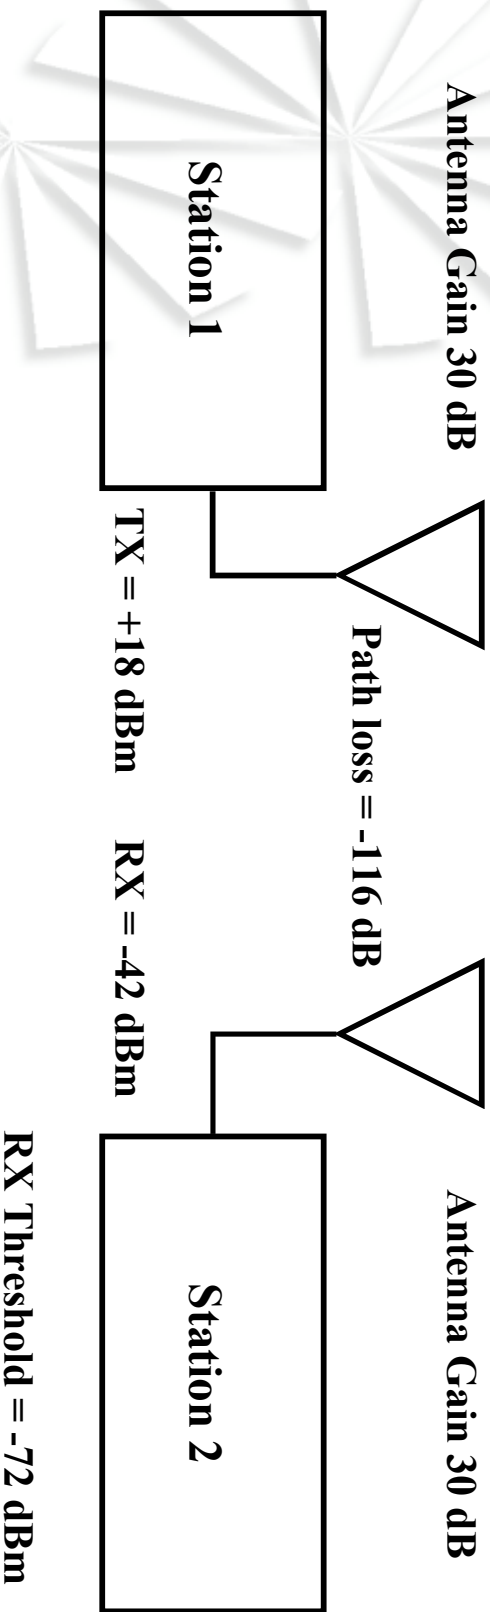 Antenna Gain 30 dB
Antenna Gain 30 dB
Path loss = -116 dB
Station 1
Station 2
TX = +18 dBm
RX = -42 dBm
RX Threshold = -72 dBm